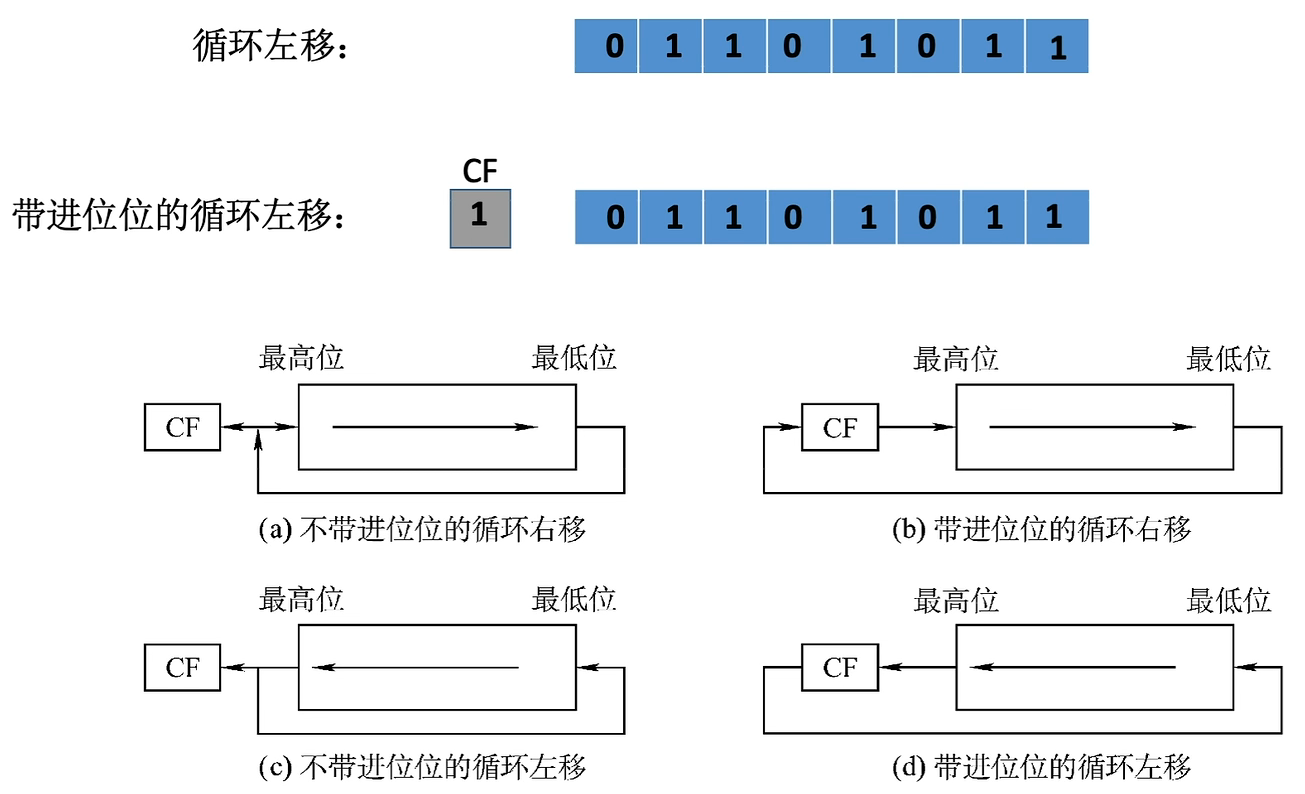 循环左移： 0 1 1 0 1 0 1 1
CF
带进位位的循环左移： 1 0 1 1 0 1 0 1 1
最高位 最低位 最高位 最低位
CF CF
(a) 不带进位位的循环右移 (b) 带进位位的循环右移
最高位 最低位 最高位 最低位
CF CF
(c) 不带进位位的循环左移 (d) 带进位位的循环左移